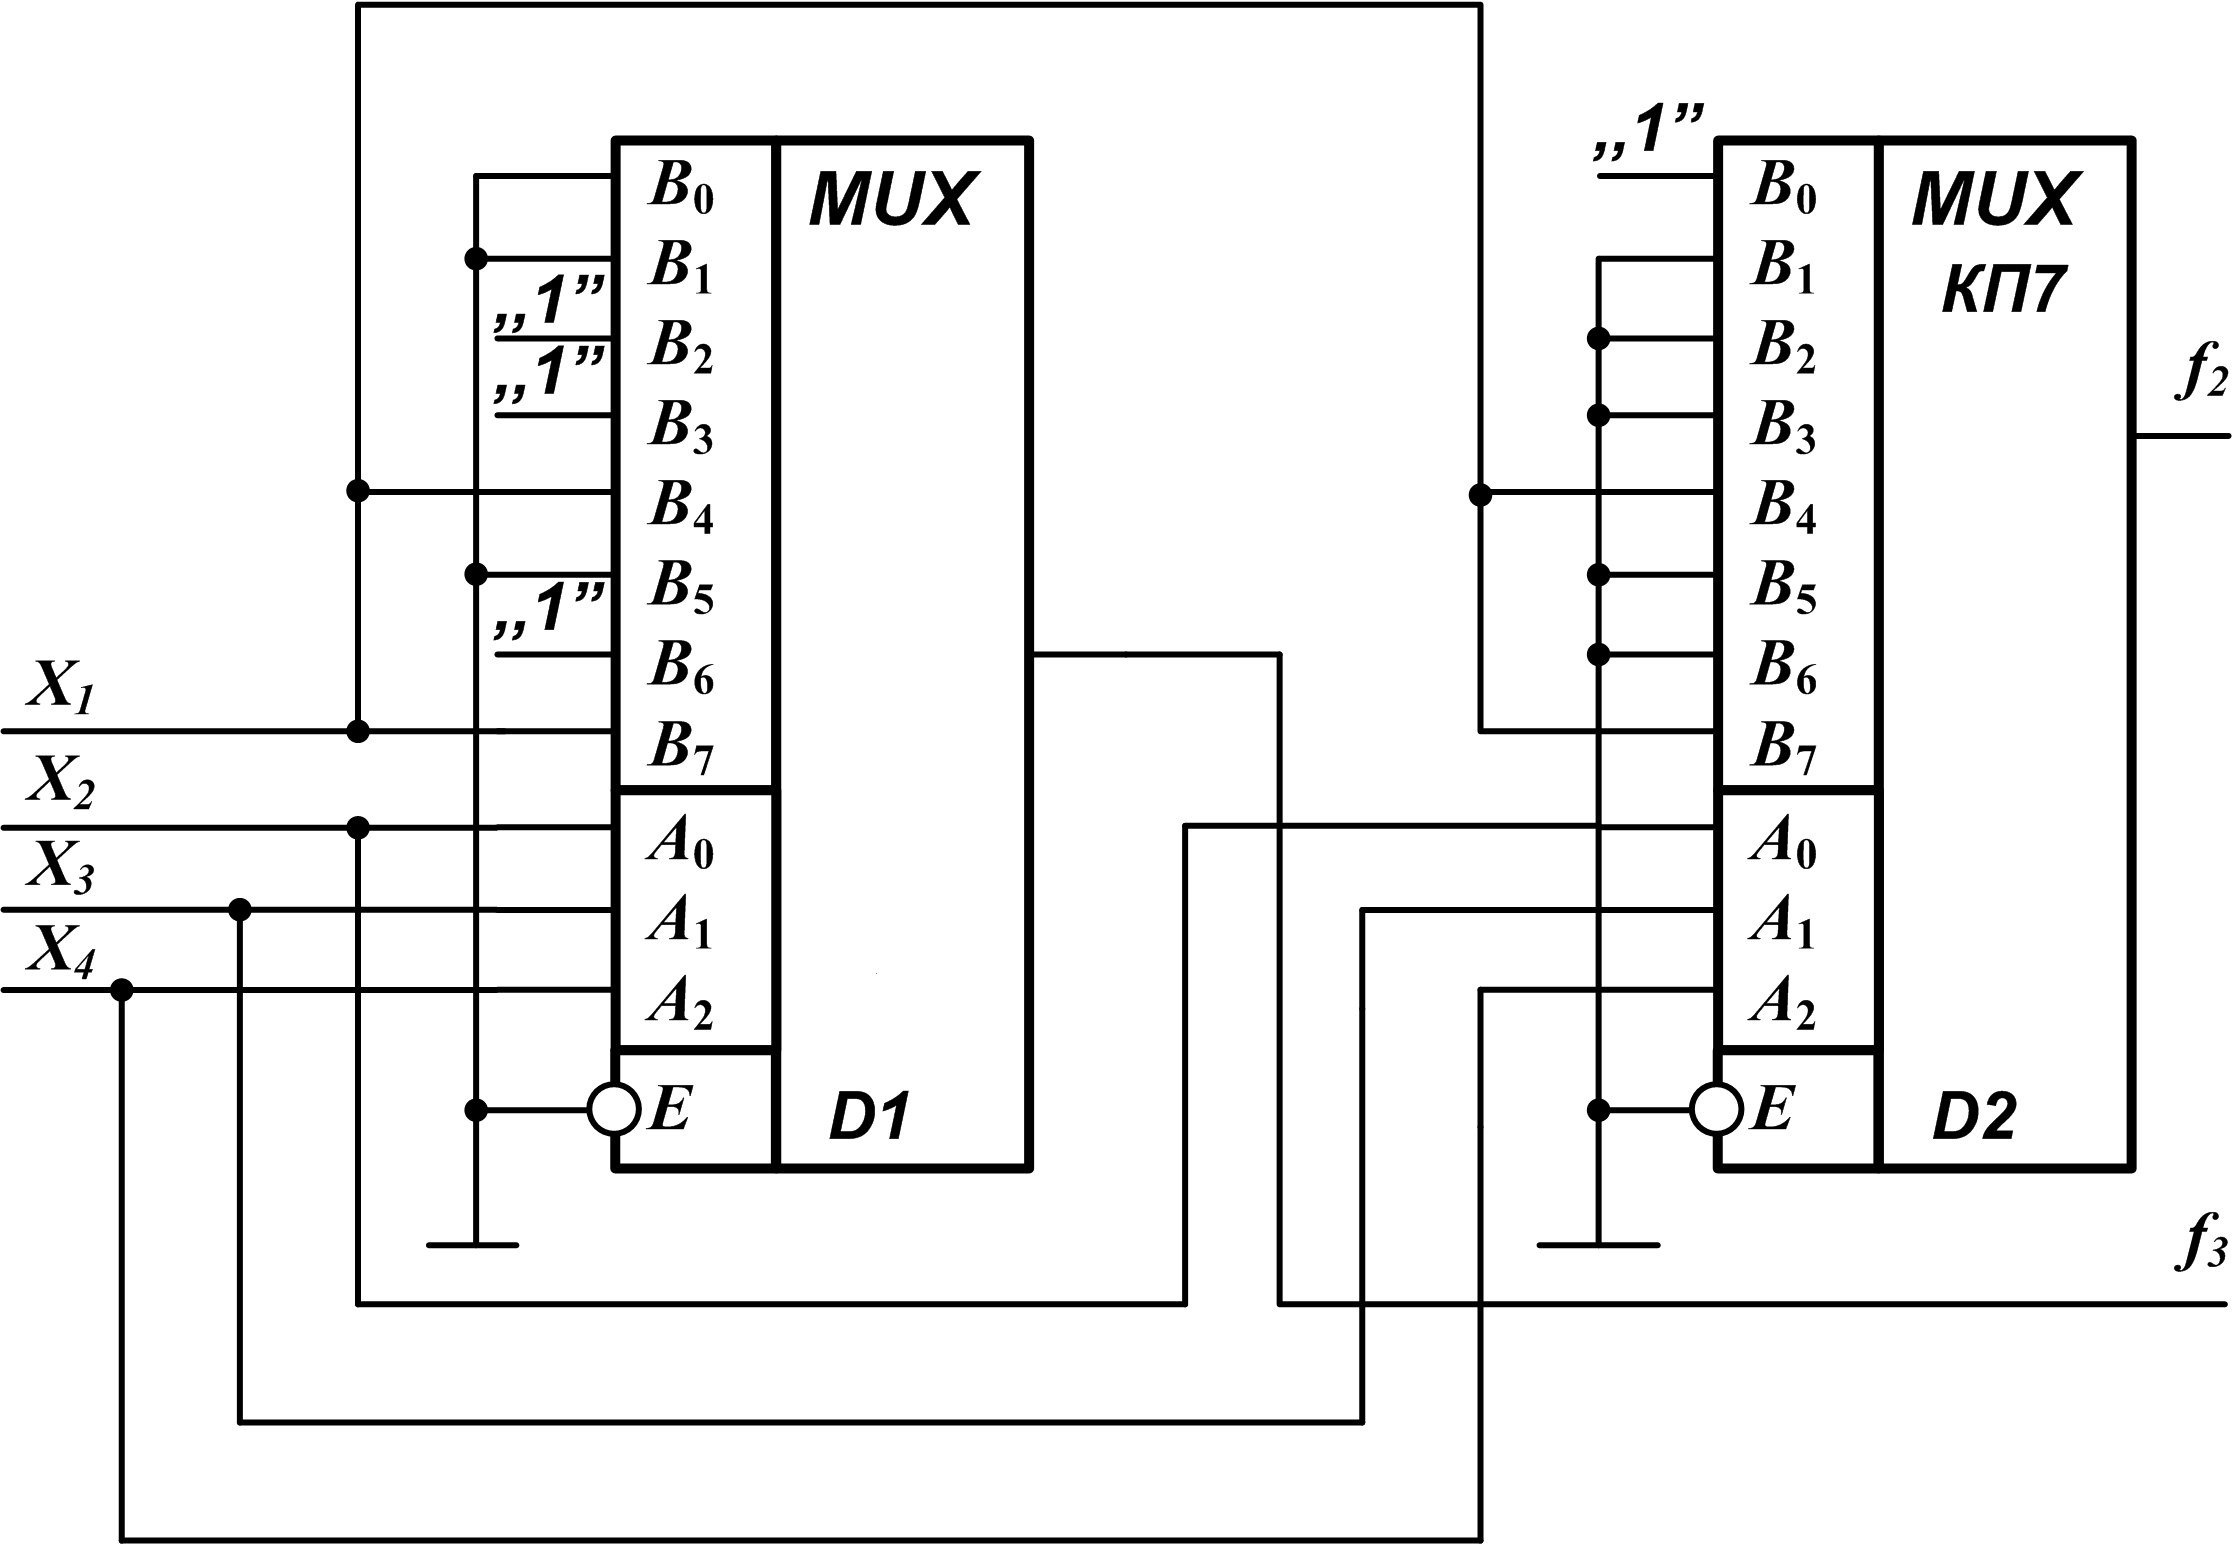 „1” B₀ MUX
B₁ КП7
B₂
B₃ f₂
B₄
B₅
B₆
B₇
A₀
A₁
A₂
E D2
B₀ MUX
B₁
„1” B₂
„1” B₃
B₄
B₅
„1” B₆
X₁ B₇
X₂ A₀
X₃ A₁
X₄ A₂
E D1
f₃